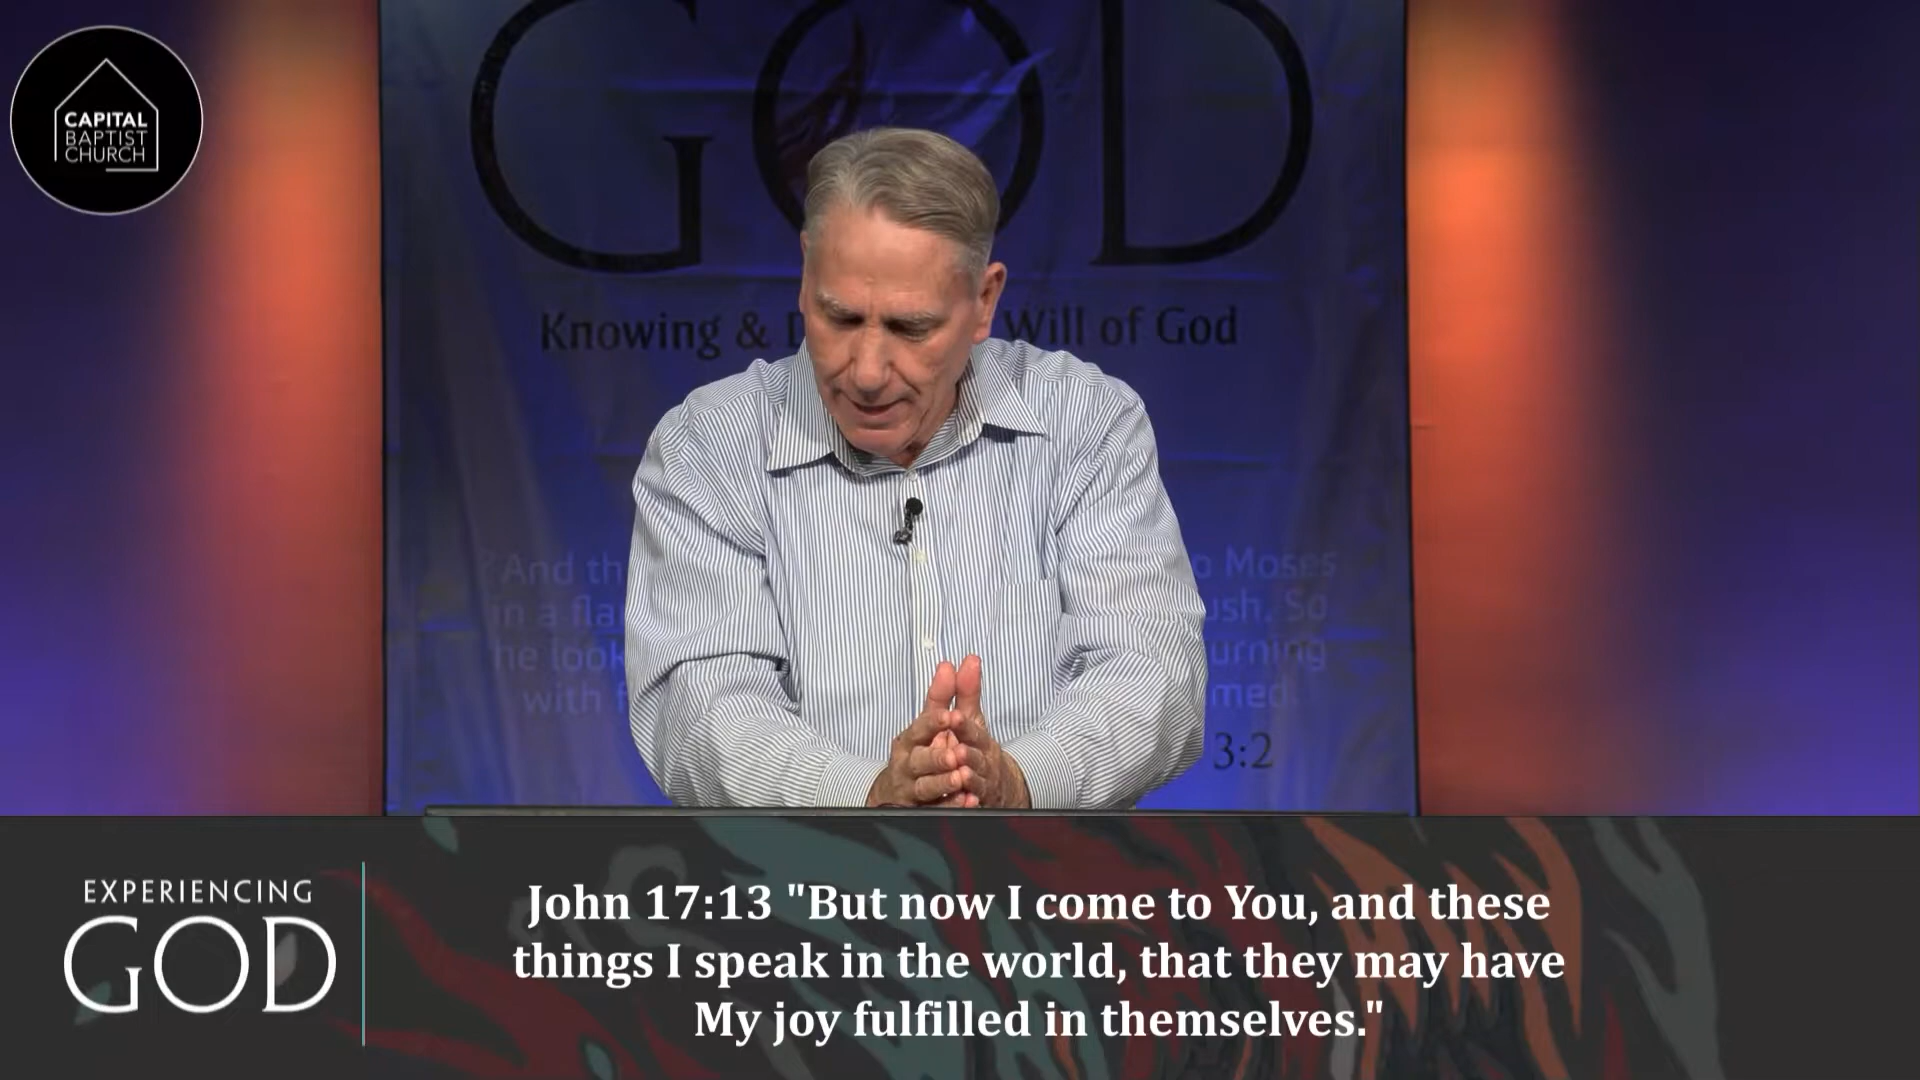 CAPITAL
BAPTIST
CHURCH
GOD
Knowing & D Will of God
And th o Moses
in a fla ush. So
he look urning
with f med.
3:2
EXPERIENCING
GOD
John 17:13 "But now I come to You, and these
things I speak in the world, that they may have
My joy fulfilled in themselves."